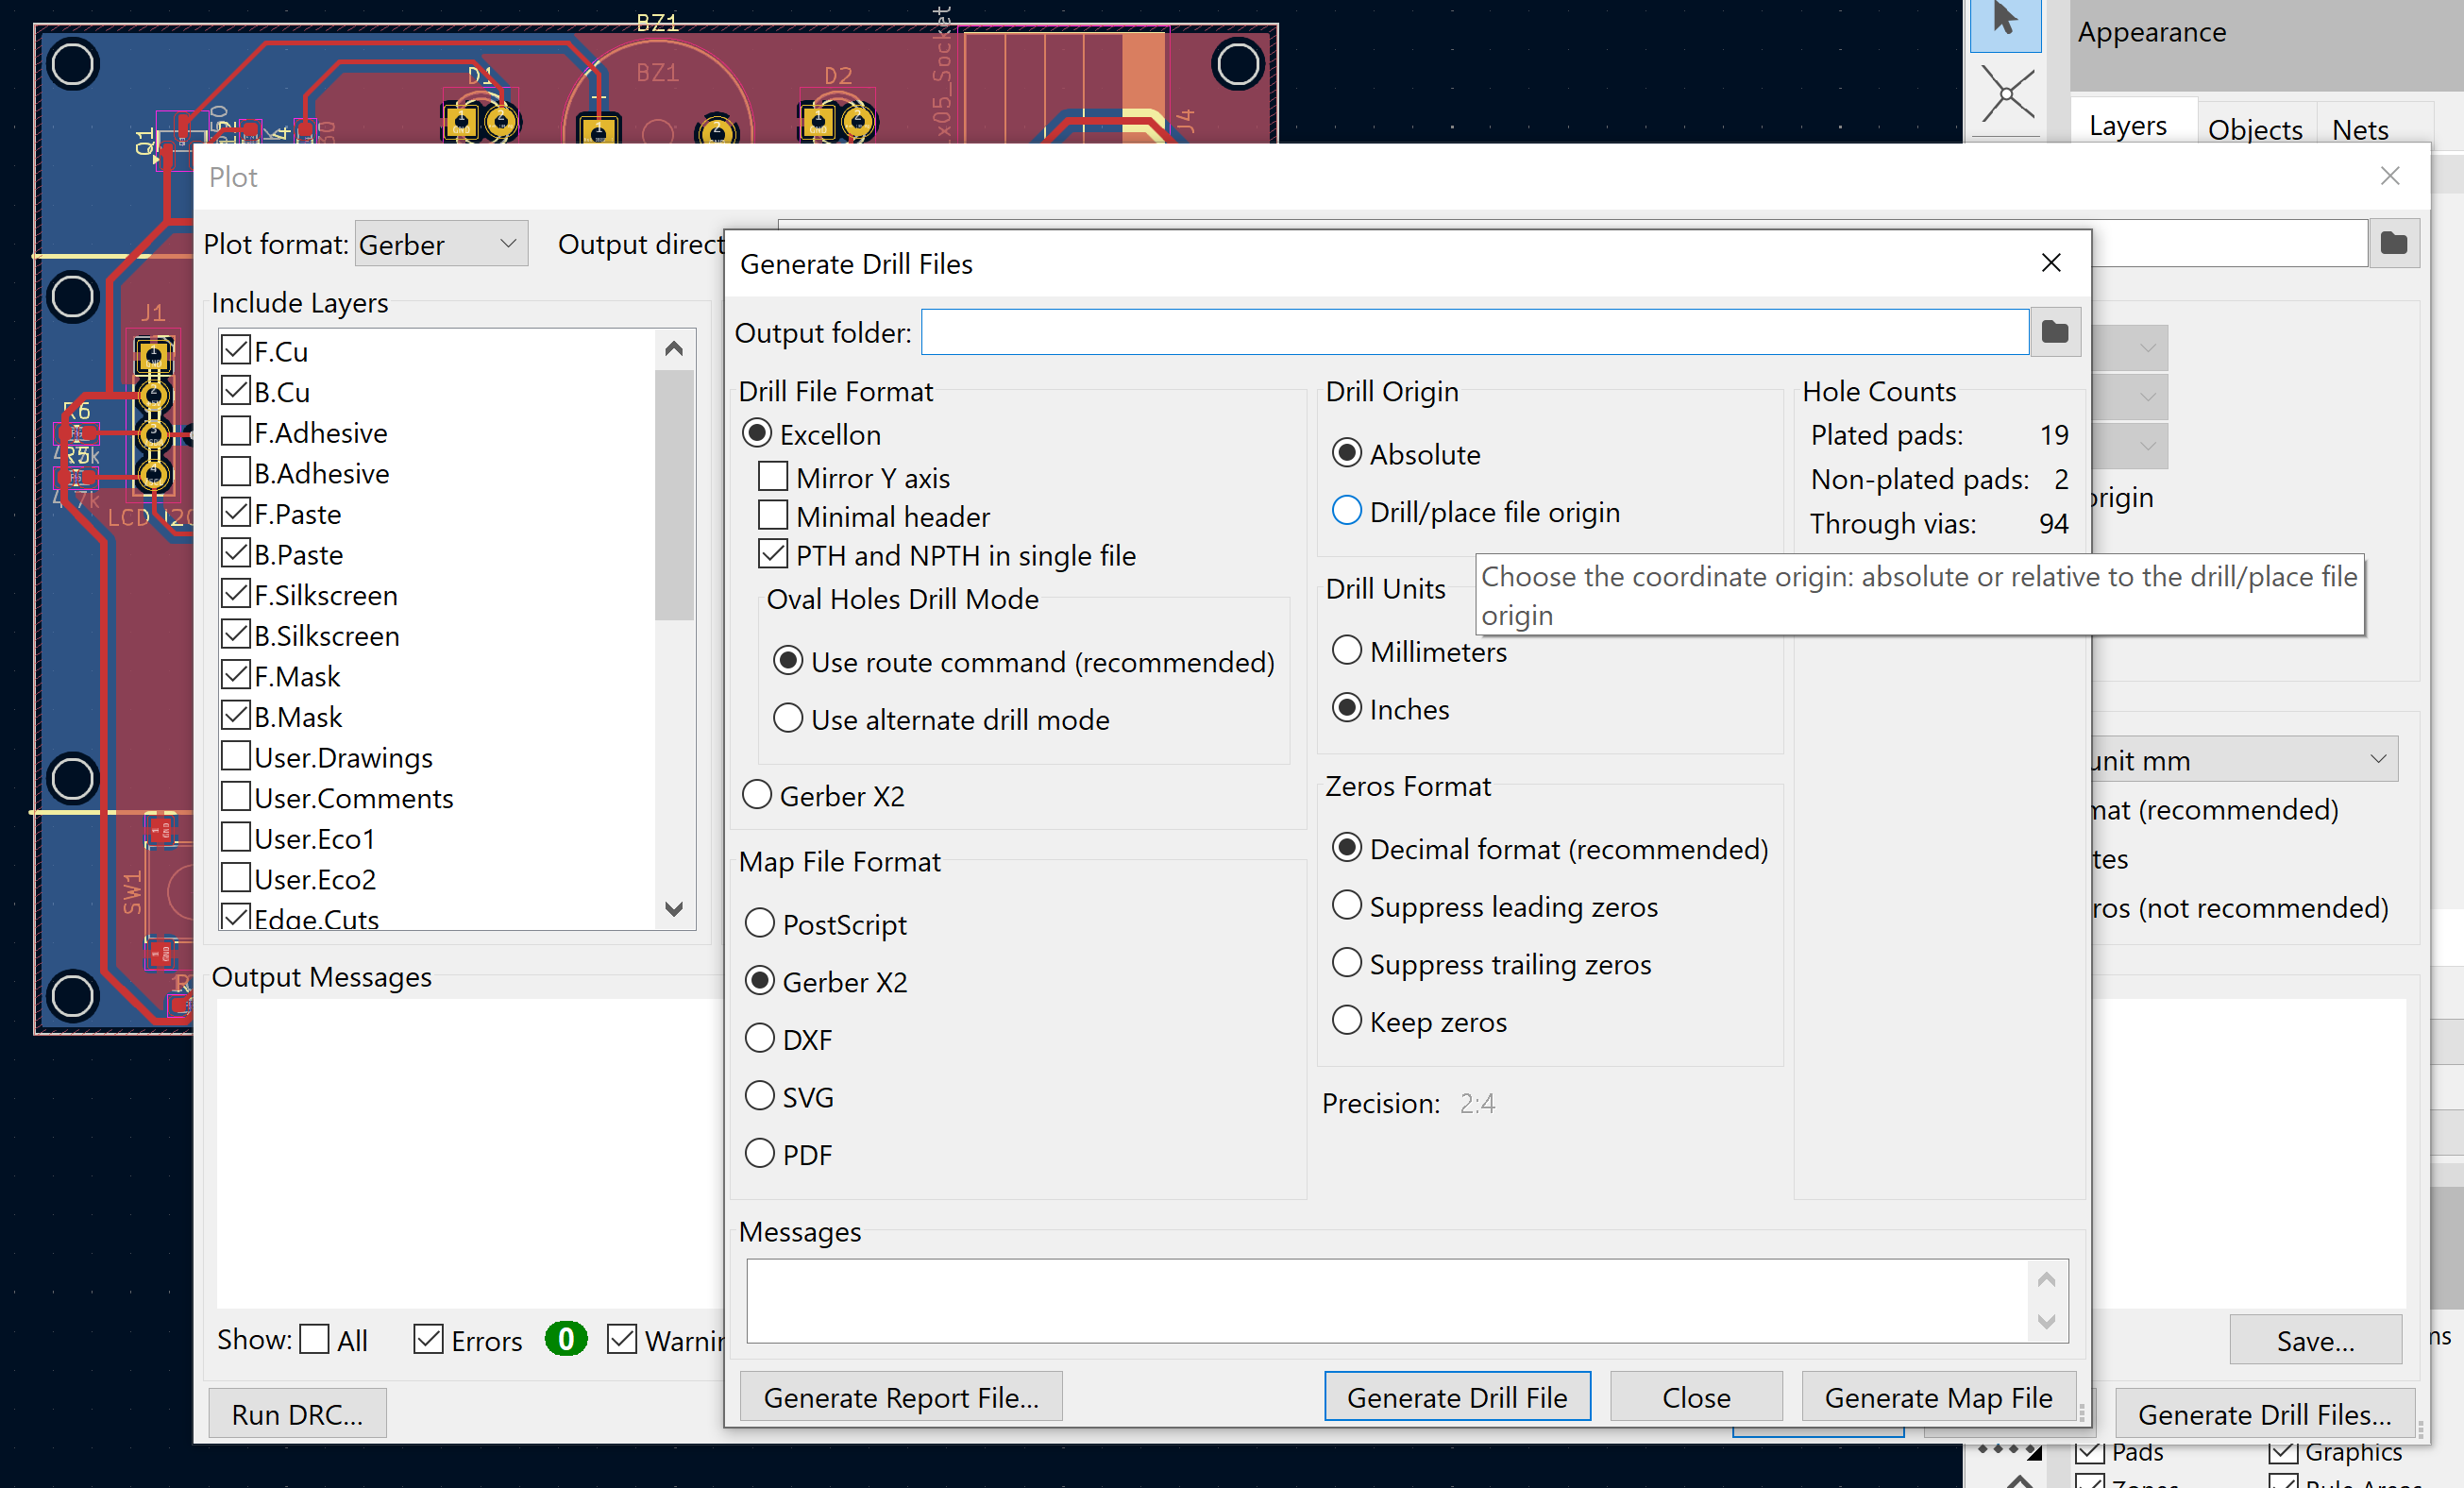 BZ1
BZ1
D1
D2
J4
Q1
Appearance
Layers
Objects
Nets
Plot
Plot format:
Gerber
Output direct
Include Layers
F.Cu
B.Cu
F.Adhesive
B.Adhesive
F.Paste
B.Paste
F.Silkscreen
B.Silkscreen
F.Mask
B.Mask
User.Drawings
User.Comments
User.Eco1
User.Eco2
Edge.Cuts
J1
R6
R5
SW1
Generate Drill Files
Output folder:
Drill File Format
Excellon
Mirror Y axis
Minimal header
PTH and NPTH in single file
Oval Holes Drill Mode
Use route command (recommended)
Use alternate drill mode
Gerber X2
Map File Format
PostScript
Gerber X2
DXF
SVG
PDF
Drill Origin
Absolute
Drill/place file origin
Choose the coordinate origin: absolute or relative to the drill/place file
origin
Drill Units
Millimeters
Inches
Zeros Format
Decimal format (recommended)
Suppress leading zeros
Suppress trailing zeros
Keep zeros
Precision: 2:4
Hole Counts
Plated pads: 19
Non-plated pads: 2
Through vias: 94
origin
unit mm
mat (recommended)
tes
ros (not recommended)
Messages
Generate Report File...
Generate Drill File
Close
Generate Map File
Output Messages
Show:
All
Errors
0
Warnin
Save...
Run DRC...
Generate Drill Files...
Pads
Graphics